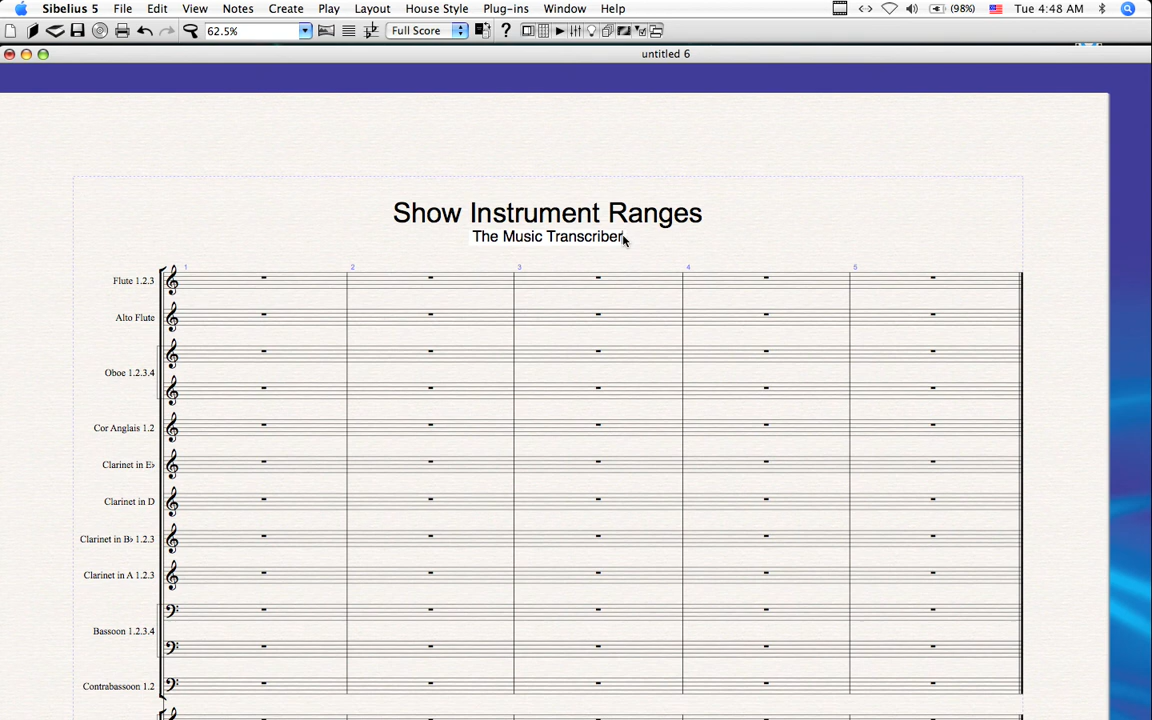 Sibelius 5 File Edit View Notes Create Play Layout House Style Plug-ins Window Help (98%) Tue 4:48 AM
62.5% Full Score ?
untitled 6
Show Instrument Ranges
The Music Transcriber
1 2 3 4 5
Flute 1.2.3
Alto Flute
Oboe 1.2.3.4
Cor Anglais 1.2
Clarinet in E♭
Clarinet in D
Clarinet in B♭ 1.2.3
Clarinet in A 1.2.3
Bassoon 1.2.3.4
Contrabassoon 1.2